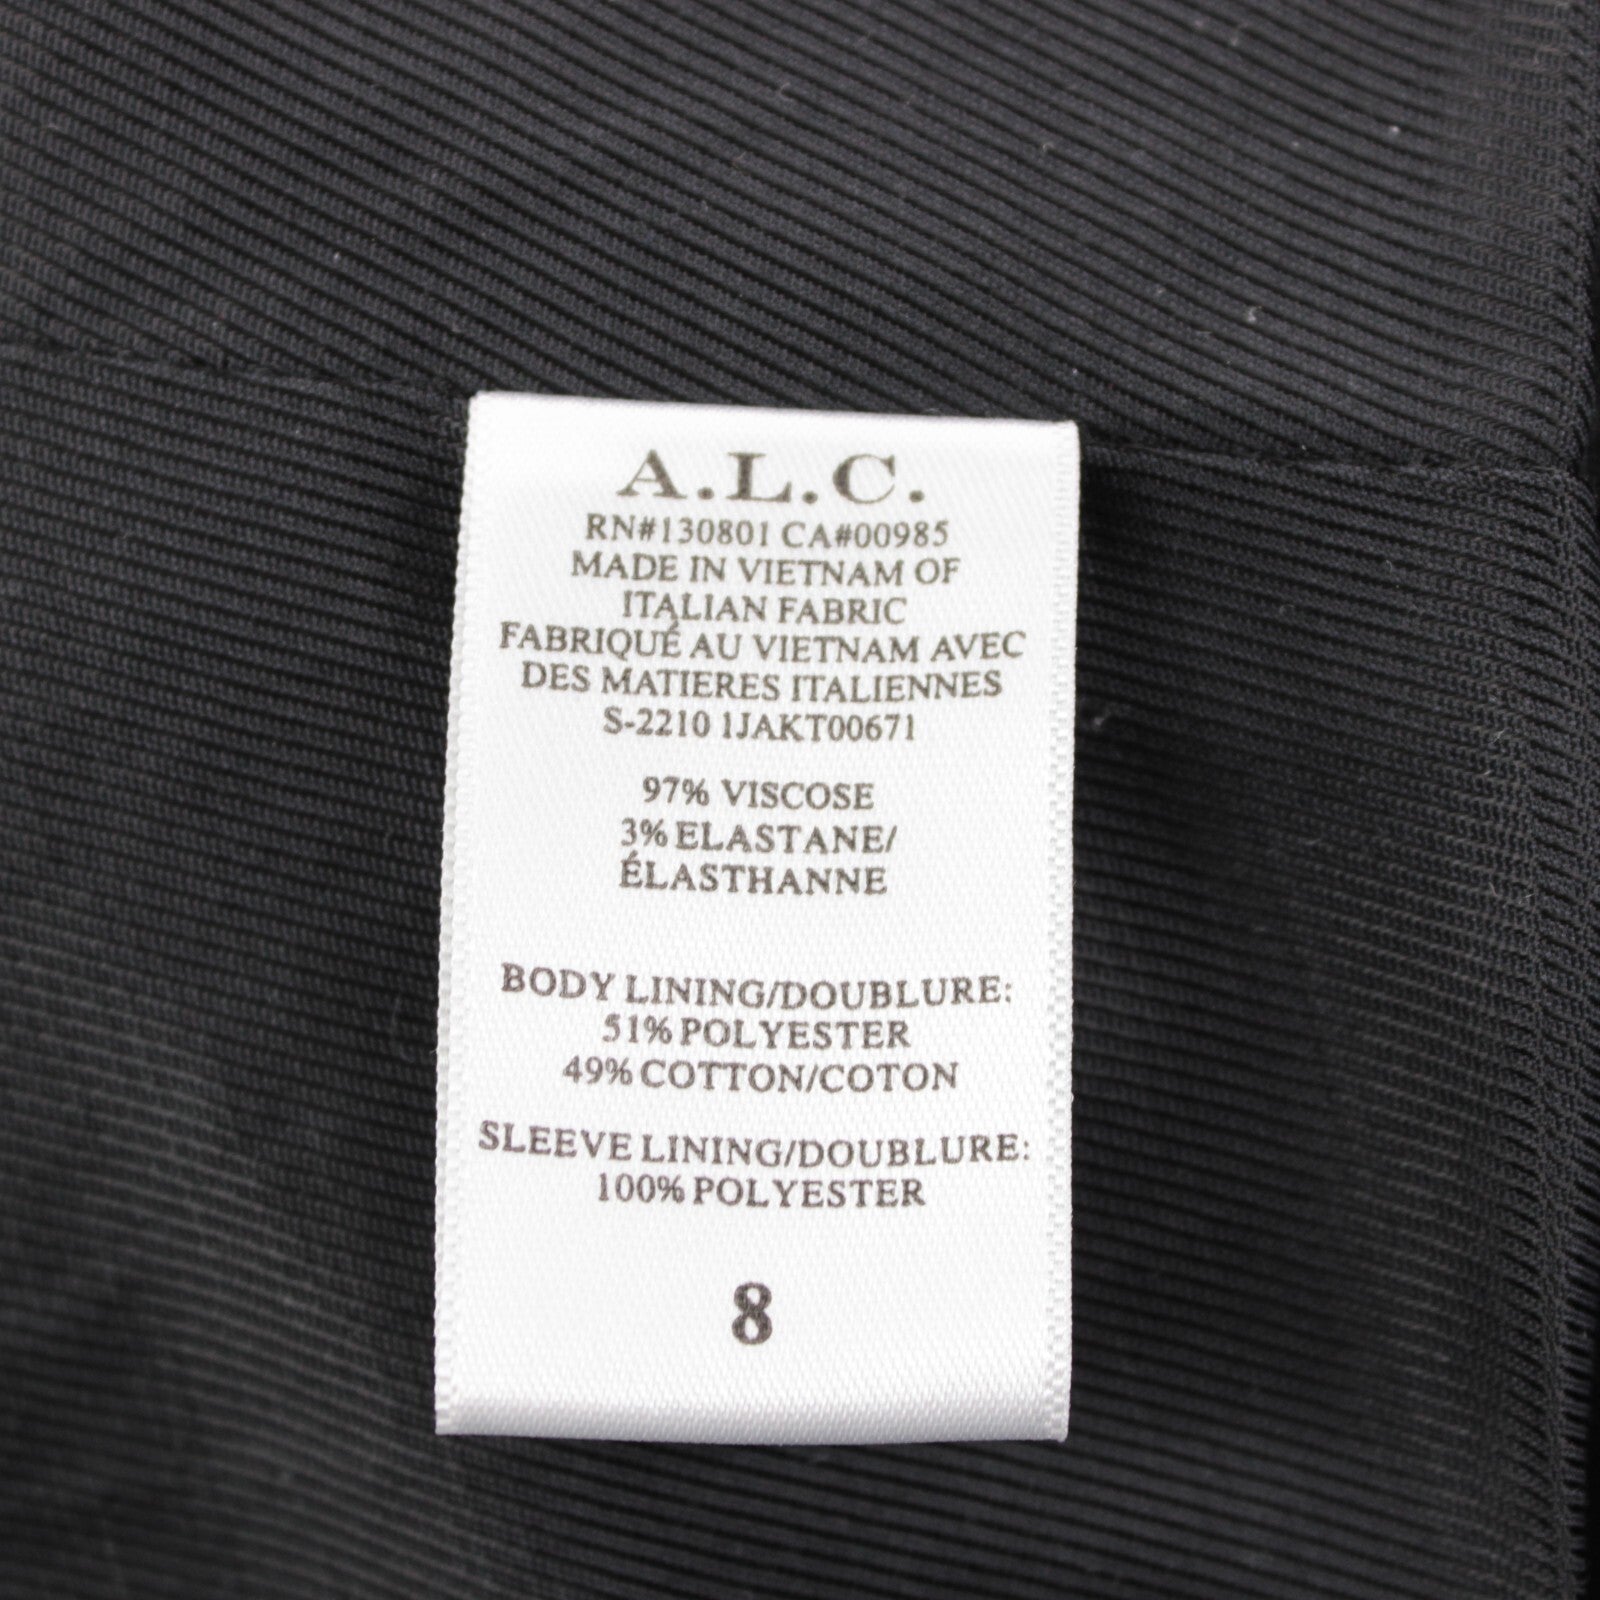 A.L.C.
RN#130801 CA#00985
MADE IN VIETNAM OF
ITALIAN FABRIC
FABRIQUÉ AU VIETNAM AVEC
DES MATIERES ITALIENNES
S-2210 1JAKT00671
97% VISCOSE
3% ELASTANE/
ÉLASTHANNE
BODY LINING/DOUBLURE:
51% POLYESTER
49% COTTON/COTON
SLEEVE LINING/DOUBLURE:
100% POLYESTER
8